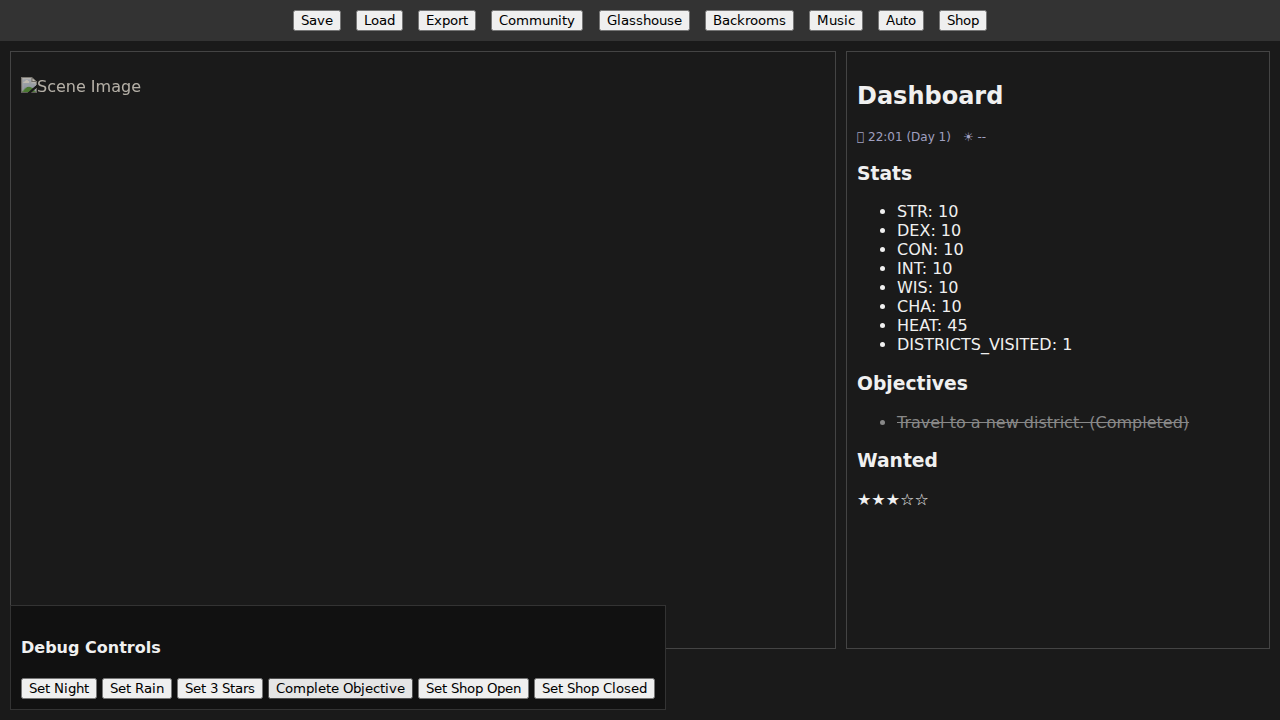 Save Load Export Community Glasshouse Backrooms Music Auto Shop
Scene Image
Dashboard
22:01 (Day 1) ☀ --
Stats
• STR: 10
• DEX: 10
• CON: 10
• INT: 10
• WIS: 10
• CHA: 10
• HEAT: 45
• DISTRICTS_VISITED: 1
Objectives
• Travel to a new district. (Completed)
Wanted
★★★☆☆
Debug Controls
Set Night Set Rain Set 3 Stars Complete Objective Set Shop Open Set Shop Closed